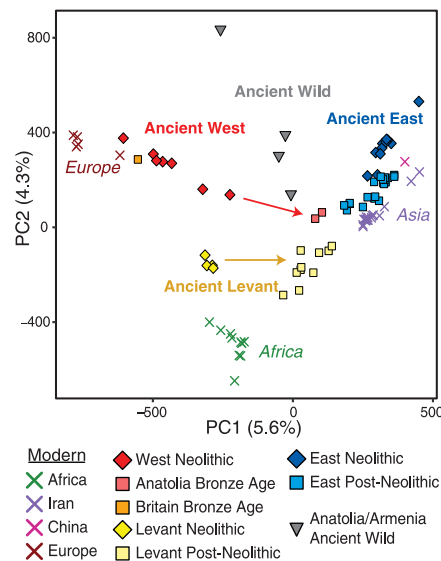 800
400
0
−400
PC2 (4.3%)
Ancient Wild
Ancient West
Ancient East
Europe
Asia
Ancient Levant
Africa
−500
0
500
PC1 (5.6%)
Modern
Africa
Iran
China
Europe
West Neolithic
Anatolia Bronze Age
Britain Bronze Age
Levant Neolithic
Levant Post-Neolithic
East Neolithic
East Post-Neolithic
Anatolia/Armenia
Ancient Wild